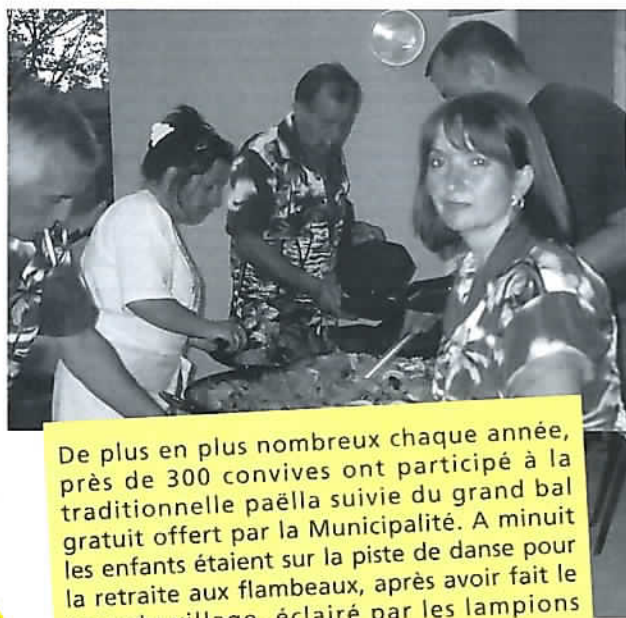 De plus en plus nombreux chaque année,
près de 300 convives ont participé à la
traditionnelle paëlla suivie du grand bal
gratuit offert par la Municipalité. A minuit
les enfants étaient sur la piste de danse pour
la retraite aux flambeaux, après avoir fait le
village, éclairé par les lampions